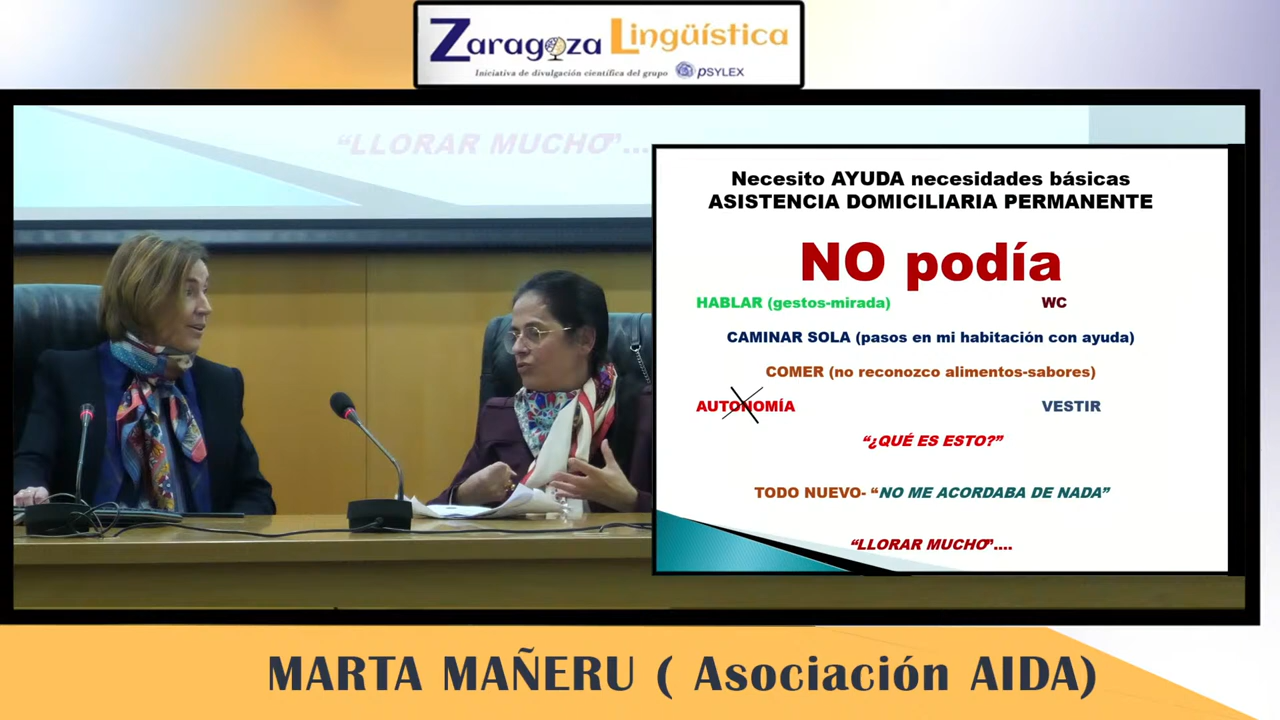 Zaragoza Lingüística
Iniciativa de divulgación científica del grupo PSYLEX
“LLORAR MUCHO”...
Necesito AYUDA necesidades básicas
ASISTENCIA DOMICILIARIA PERMANENTE
NO podía
HABLAR (gestos-mirada) WC
CAMINAR SOLA (pasos en mi habitación con ayuda)
COMER (no reconozco alimentos-sabores)
AUTONOMÍA VESTIR
“¿QUÉ ES ESTO?”
TODO NUEVO- “NO ME ACORDABA DE NADA”
“LLORAR MUCHO”....
MARTA MAÑERU ( Asociación AIDA)